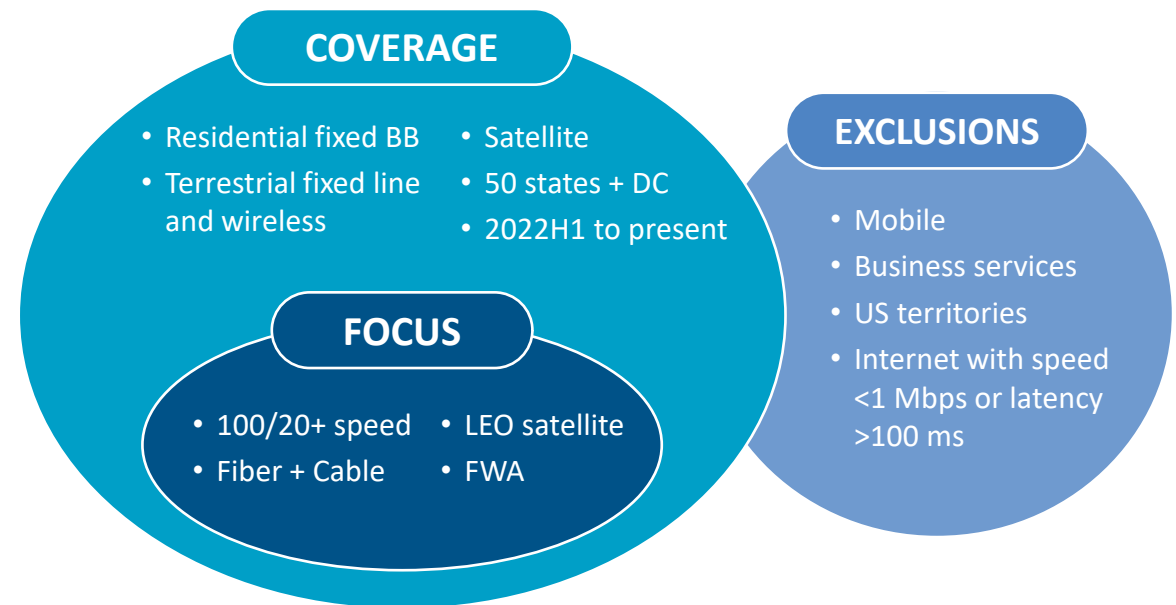 COVERAGE
• Residential fixed BB
• Terrestrial fixed line
and wireless
• Satellite
• 50 states + DC
• 2022H1 to present
FOCUS
• 100/20+ speed
• Fiber + Cable
• LEO satellite
• FWA
EXCLUSIONS
• Mobile
• Business services
• US territories
• Internet with speed
<1 Mbps or latency
>100 ms